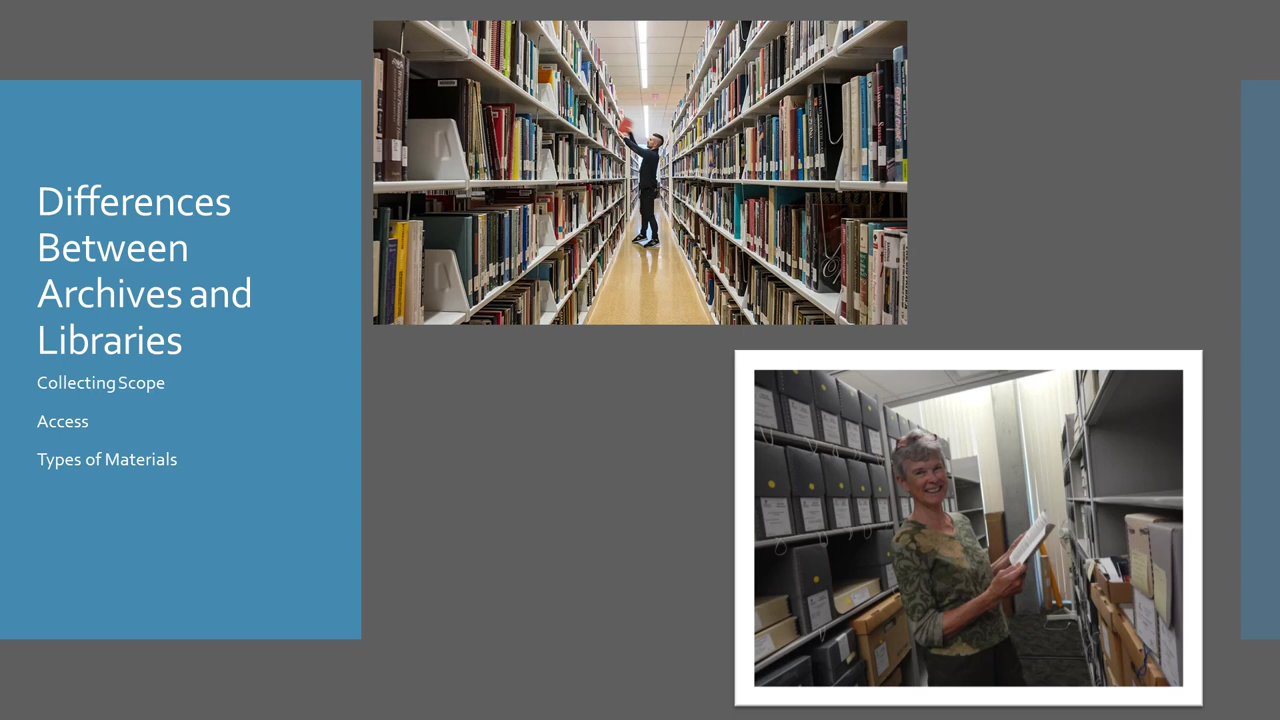 Differences
Between
Archives and
Libraries
Collecting Scope
Access
Types of Materials